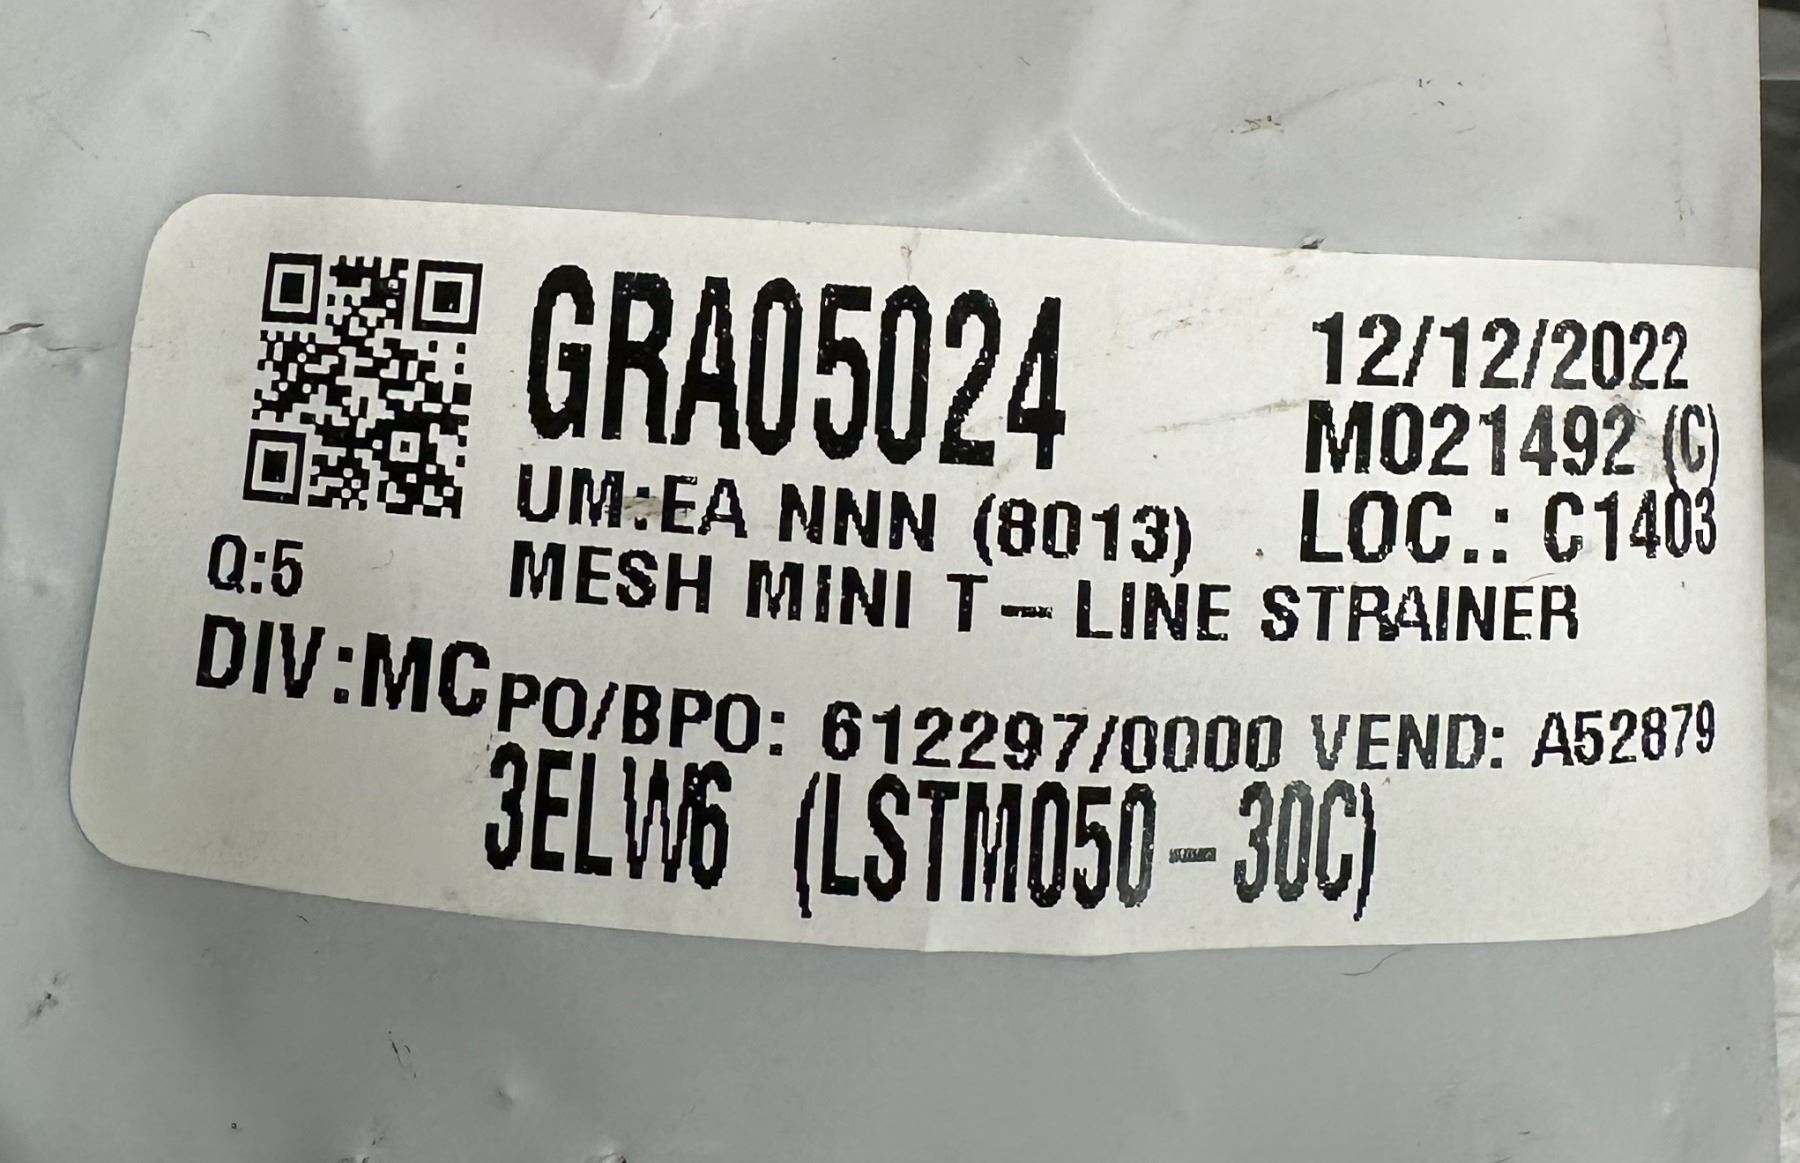 GRA05024
12/12/2022
M021492 (C)
UM:EA NNN (8013)
LOC.: C1403
Q:5
MESH MINI T-LINE STRAINER
DIV:MC
PO/BPO: 612297/0000 VEND: A52879
3ELW6 (LSTM050-30C)